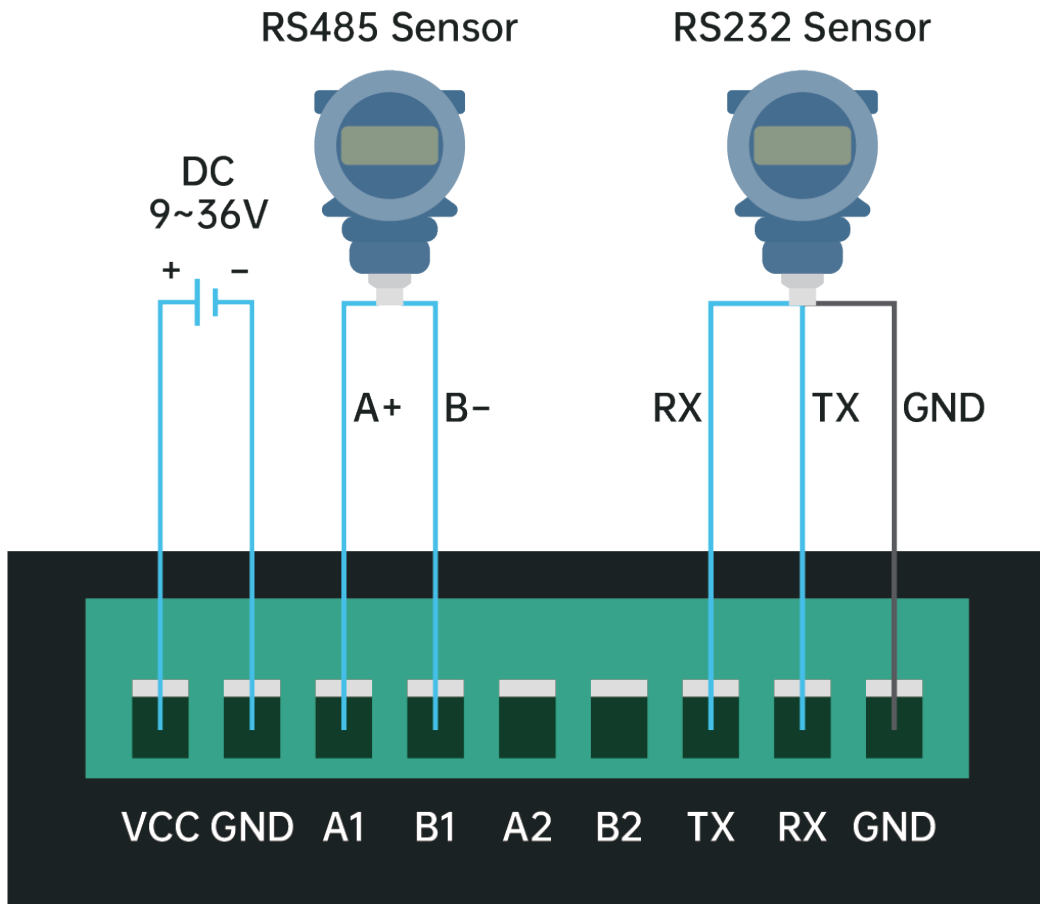 RS485 Sensor
RS232 Sensor
DC
9~36V
+ −
A+ B−
RX TX GND
VCC GND A1 B1 A2 B2 TX RX GND